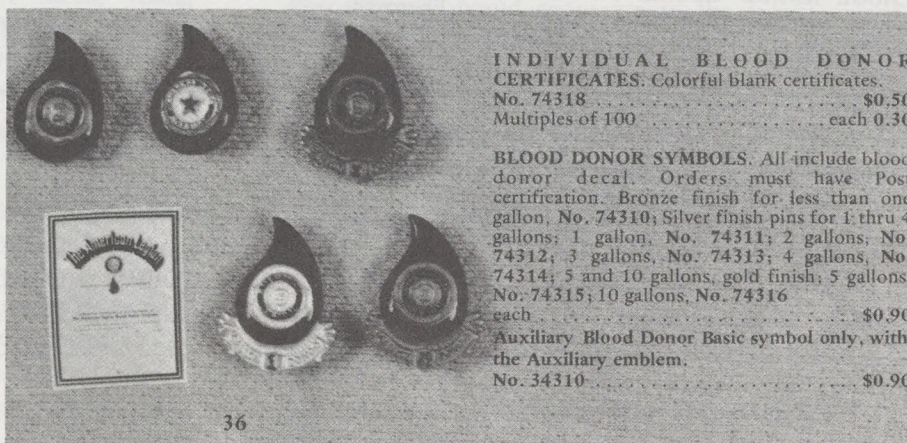 INDIVIDUAL BLOOD DONOR
CERTIFICATES. Colorful blank certificates.
No. 74318 . . . . . . . . . . . . . . . . . . . . . . $0.50
Multiples of 100 . . . . . . . . . . . . . . . each 0.30
BLOOD DONOR SYMBOLS. All include blood
donor decal. Orders must have Post
certification. Bronze finish for less than one
gallon, No. 74310; Silver finish pins for 1 thru 4
gallons; 1 gallon, No. 74311; 2 gallons, No.
74312; 3 gallons, No. 74313; 4 gallons, No.
74314; 5 and 10 gallons, gold finish; 5 gallons,
No. 74315; 10 gallons, No. 74316
each . . . . . . . . . . . . . . . . . . . . . . . . . . $0.90
Auxiliary Blood Donor Basic symbol only, with
the Auxiliary emblem.
No. 34310 . . . . . . . . . . . . . . . . . . . . . . $0.90
The American Legion
1
36